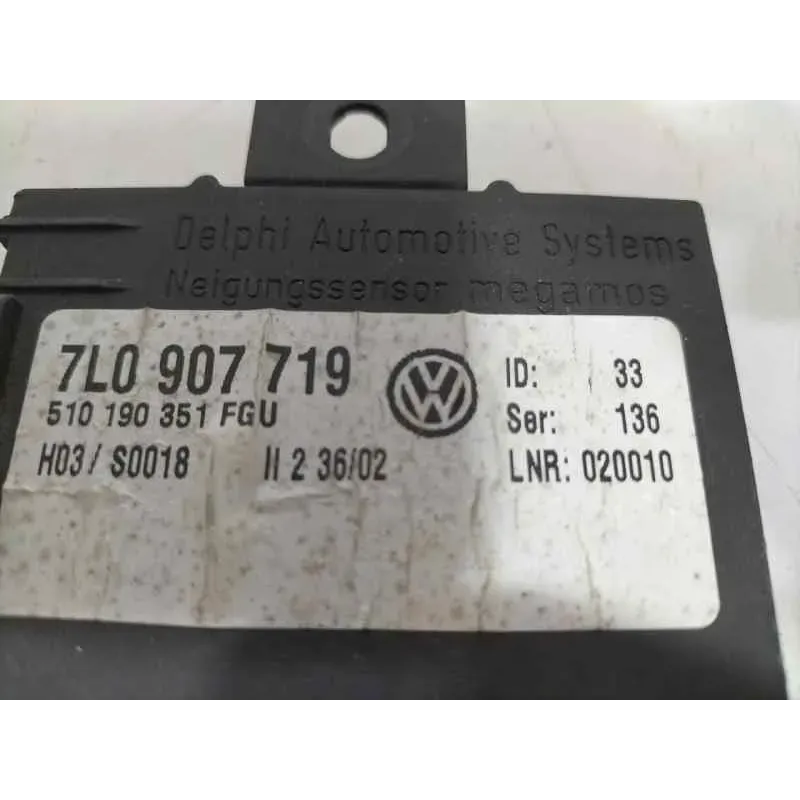 Delphi Automotive Systems
Neigungssensor megamos
7L0 907 719 ID: 33
510 190 351 FGU Ser: 136
H03/ S0018 II 2 36/02 LNR: 020010